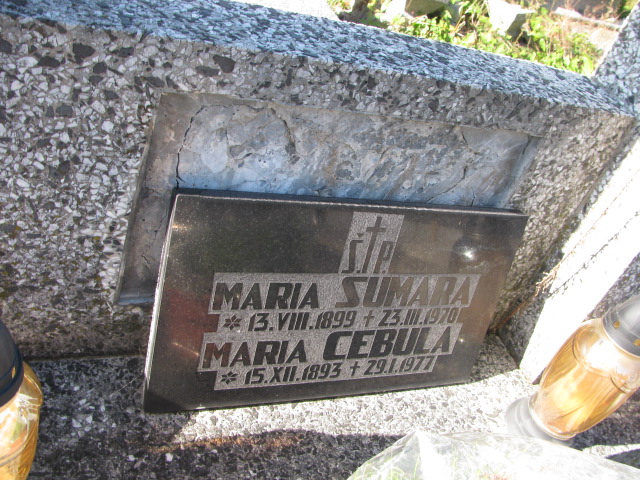 Ś.†P.
MARIA SUMARA
* 13.VIII.1899 + 23.III.1970
MARIA CEBULA
* 15.XII.1893 + 29.I.1977